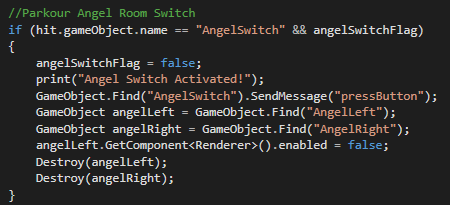 //Parkour Angel Room Switch
if (hit.gameObject.name == "AngelSwitch" && angelSwitchFlag)
{
    angelSwitchFlag = false;
    print("Angel Switch Activated!");
    GameObject.Find("AngelSwitch").SendMessage("pressButton");
    GameObject angelLeft = GameObject.Find("AngelLeft");
    GameObject angelRight = GameObject.Find("AngelRight");
    angelLeft.GetComponent<Renderer>().enabled = false;
    Destroy(angelLeft);
    Destroy(angelRight);
}